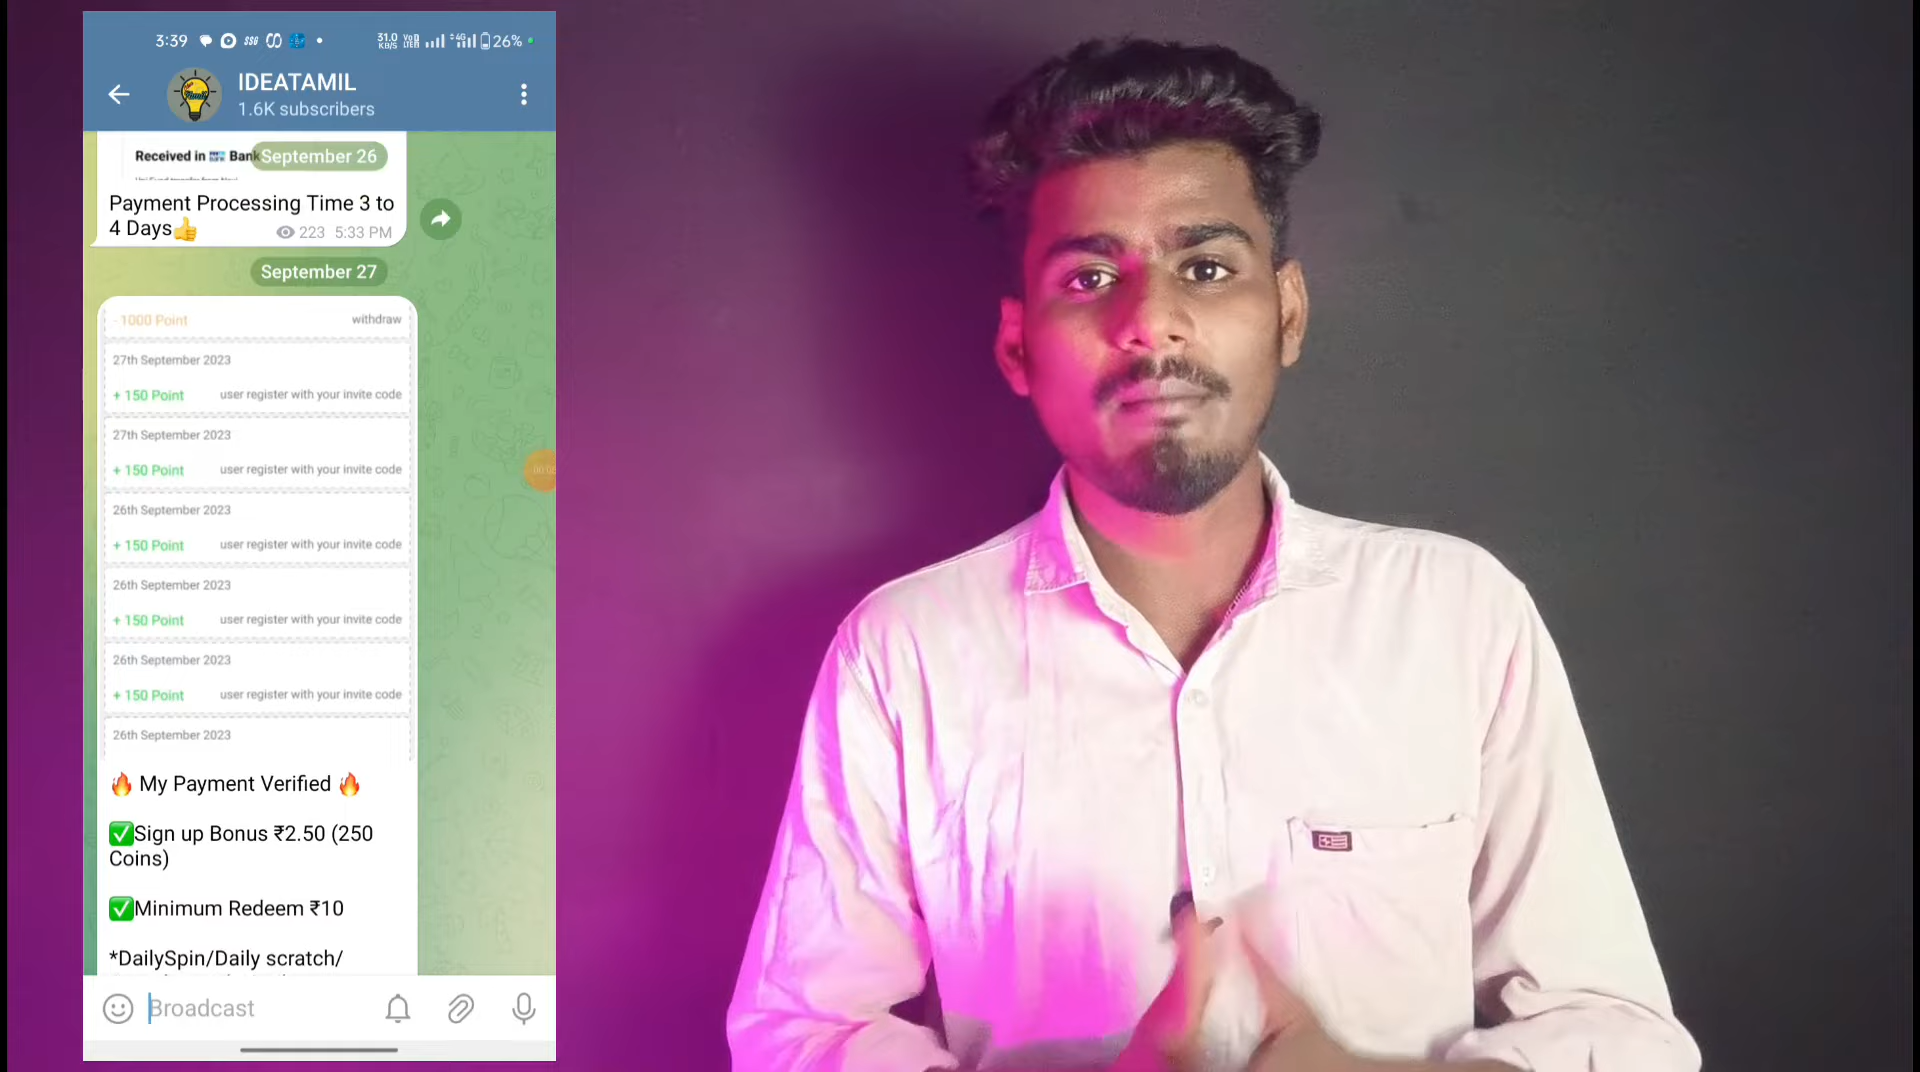 3:39
31.0
KB/S
26%
IDEATAMIL
1.6K subscribers
Received in
Bank
September 26
Payment Processing Time 3 to
4 Days👍
223 5:33 PM
September 27
- 1000 Point
withdraw
27th September 2023
+ 150 Point
user register with your invite code
27th September 2023
+ 150 Point
user register with your invite code
26th September 2023
+ 150 Point
user register with your invite code
26th September 2023
+ 150 Point
user register with your invite code
26th September 2023
+ 150 Point
user register with your invite code
26th September 2023
🔥 My Payment Verified 🔥
✅Sign up Bonus ₹2.50 (250
Coins)
✅Minimum Redeem ₹10
*DailySpin/Daily scratch/
Broadcast